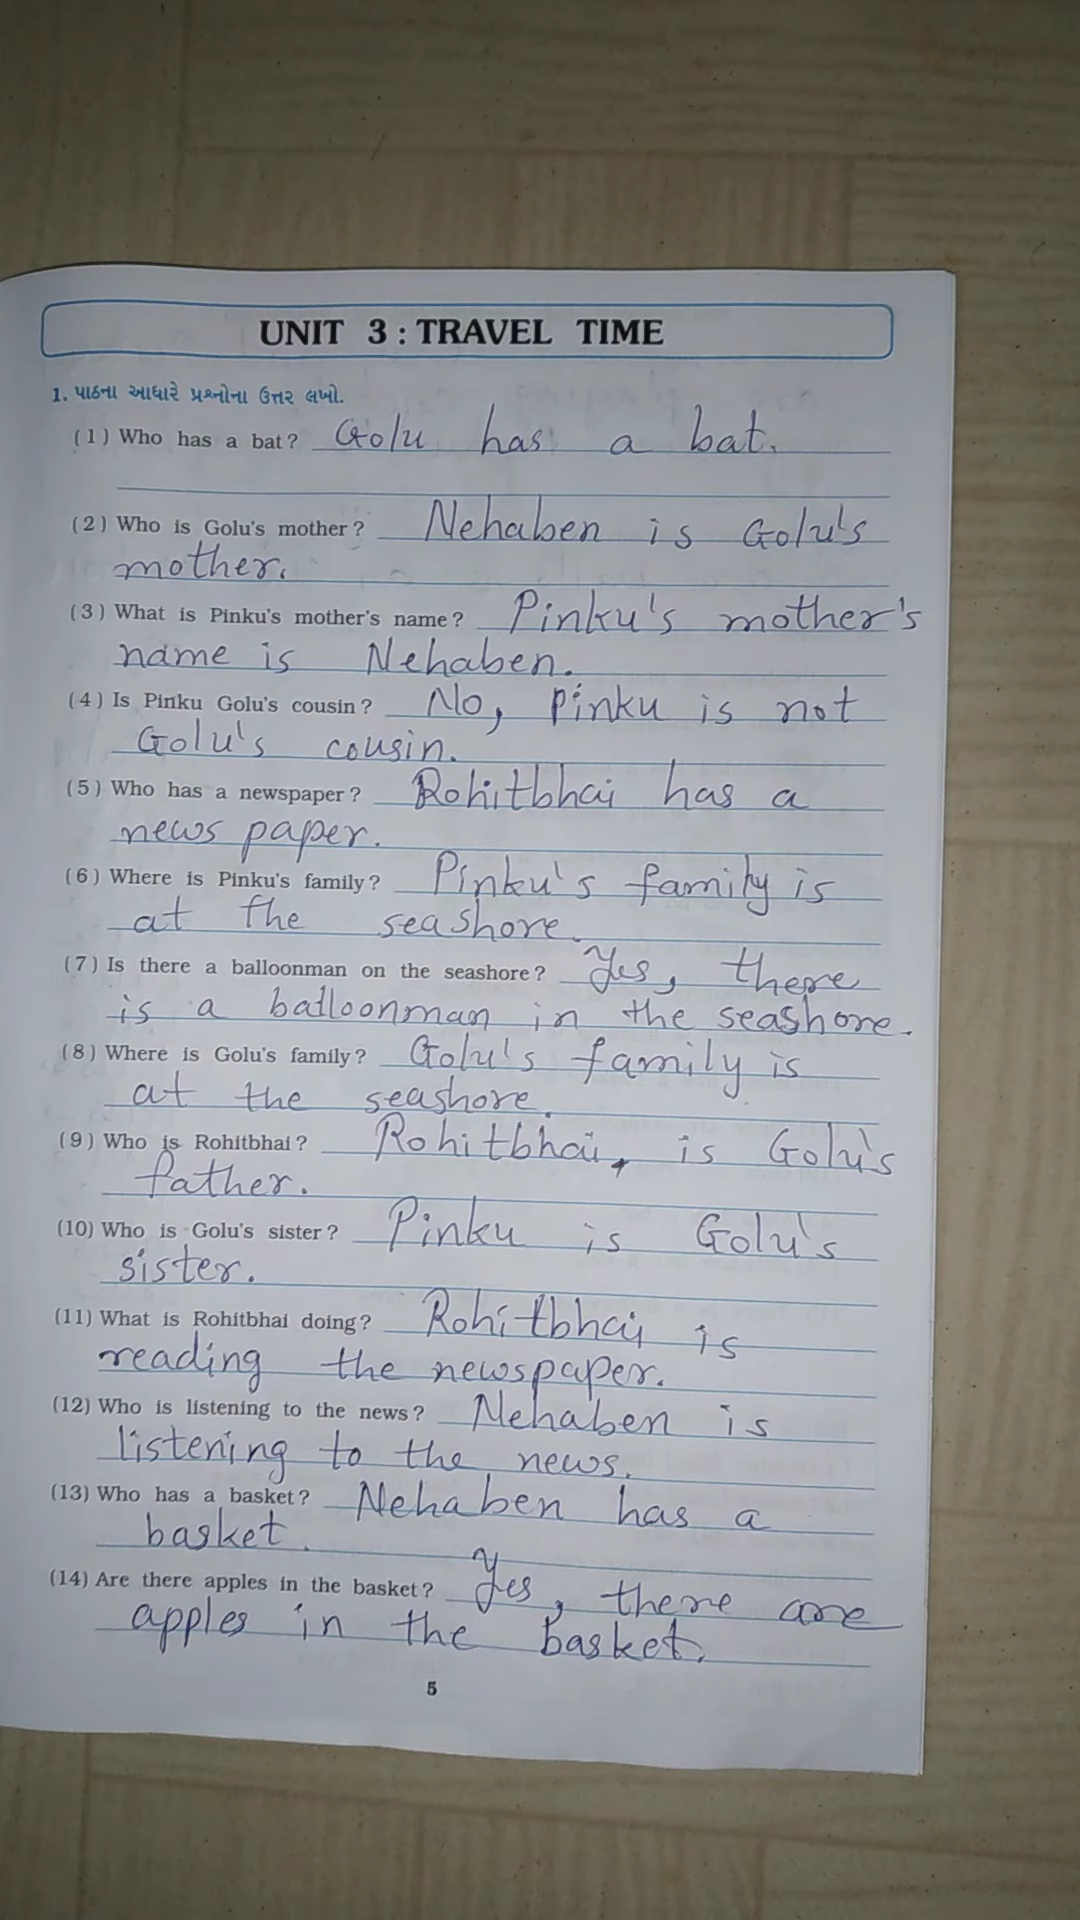 UNIT 3 : TRAVEL TIME
1. પાઠના આધારે પ્રશ્નોના ઉત્તર લખો.
(1) Who has a bat? Golu has a bat.
(2) Who is Golu's mother? Nehaben is Golu's
mother.
(3) What is Pinku's mother's name? Pinku's mother's
name is Nehaben.
(4) Is Pinku Golu's cousin? No, Pinku is not
Golu's cousin.
(5) Who has a newspaper? Rohitbhai has a
news paper.
(6) Where is Pinku's family? Pinku's family is
at the seashore.
(7) Is there a balloonman on the seashore? Yes, there
is a balloonman in the seashore.
(8) Where is Golu's family? Golu's family is
at the seashore.
(9) Who is Rohitbhai? Rohitbhai, is Golu's
father.
(10) Who is Golu's sister? Pinku is Golu's
sister.
(11) What is Rohitbhai doing? Rohitbhai is
reading the newspaper.
(12) Who is listening to the news? Nehaben is
listening to the news.
(13) Who has a basket? Nehaben has a
basket.
(14) Are there apples in the basket? Yes, there are
apples in the basket.
5